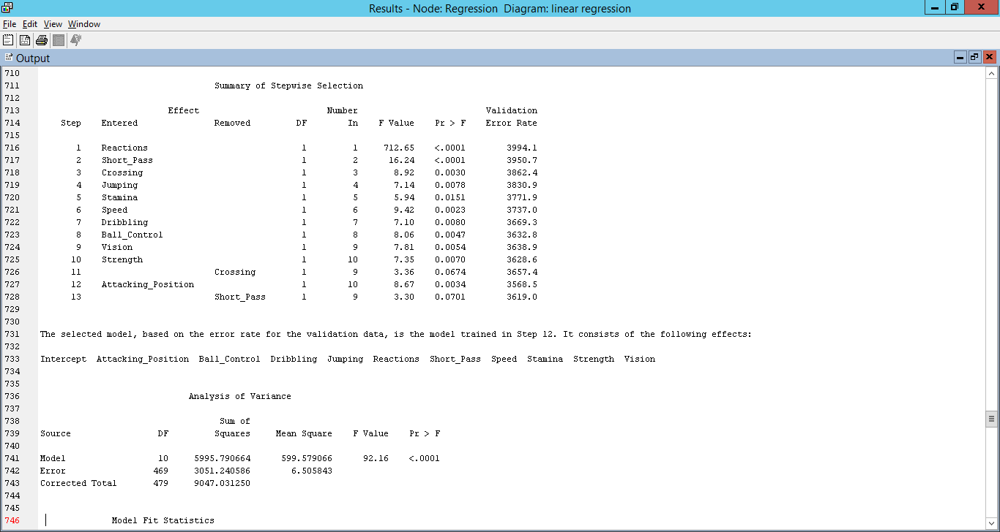 Results - Node: Regression  Diagram: linear regression
File  Edit  View  Window
Output
710
711  Summary of Stepwise Selection
712
713  Effect  Number  Validation
714  Step  Entered  Removed  DF  In  F Value  Pr > F  Error Rate
715
716  1  Reactions  1  1  712.65  <.0001  3994.1
717  2  Short_Pass  1  2  16.24  <.0001  3950.7
718  3  Crossing  1  3  8.92  0.0030  3862.4
719  4  Jumping  1  4  7.14  0.0078  3830.9
720  5  Stamina  1  5  5.94  0.0151  3771.9
721  6  Speed  1  6  9.42  0.0023  3737.0
722  7  Dribbling  1  7  7.10  0.0080  3669.3
723  8  Ball_Control  1  8  8.06  0.0047  3632.8
724  9  Vision  1  9  7.81  0.0054  3638.9
725  10  Strength  1  10  7.35  0.0070  3628.6
726  11  Crossing  1  9  3.36  0.0674  3657.4
727  12  Attacking_Position  1  10  8.67  0.0034  3568.5
728  13  Short_Pass  1  9  3.30  0.0701  3619.0
729
730
731  The selected model, based on the error rate for the validation data, is the model trained in Step 12. It consists of the following effects:
732
733  Intercept  Attacking_Position  Ball_Control  Dribbling  Jumping  Reactions  Short_Pass  Speed  Stamina  Strength  Vision
734
735
736  Analysis of Variance
737
738  Sum of
739  Source  DF  Squares  Mean Square  F Value  Pr > F
740
741  Model  10  5995.790664  599.579066  92.16  <.0001
742  Error  469  3051.240586  6.505843
743  Corrected Total  479  9047.031250
744
745
746  Model Fit Statistics